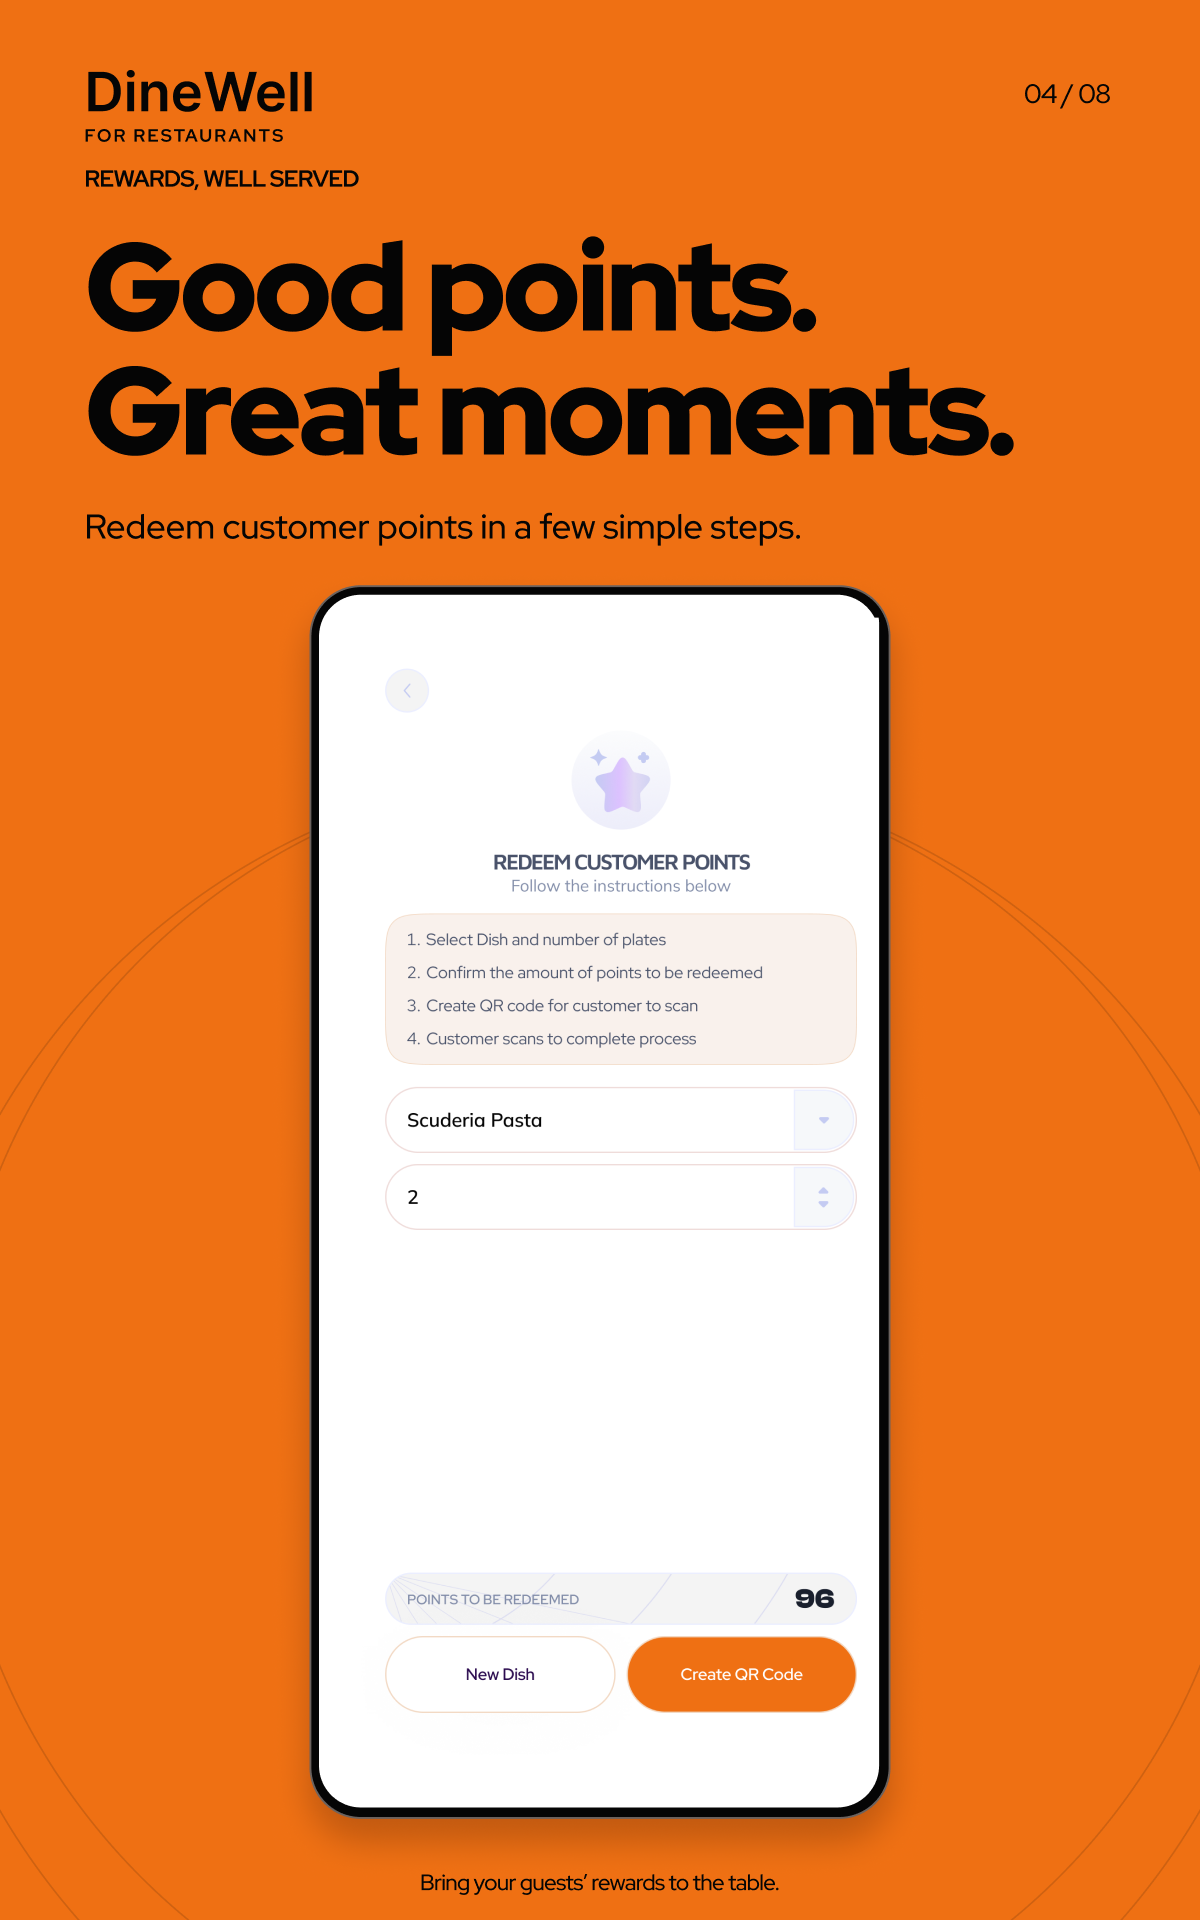 DineWell
FOR RESTAURANTS
04 / 08
REWARDS, WELL SERVED
Good points.
Great moments.
Redeem customer points in a few simple steps.
REDEEM CUSTOMER POINTS
Follow the instructions below
1. Select Dish and number of plates
2. Confirm the amount of points to be redeemed
3. Create QR code for customer to scan
4. Customer scans to complete process
Scuderia Pasta
2
POINTS TO BE REDEEMED 96
New Dish
Create QR Code
Bring your guests’ rewards to the table.